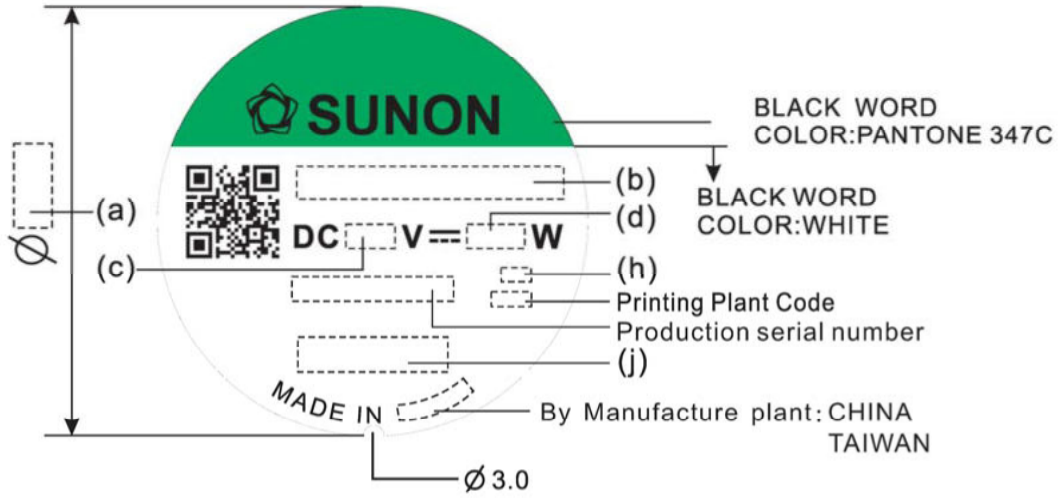 SUNON
BLACK WORD
COLOR:PANTONE 347C
BLACK WORD
COLOR:WHITE
(a)
(b)
(c)
(d)
DC V W
(h)
Printing Plant Code
Production serial number
(j)
MADE IN
By Manufacture plant: CHINA
TAIWAN
Ø
Ø 3.0